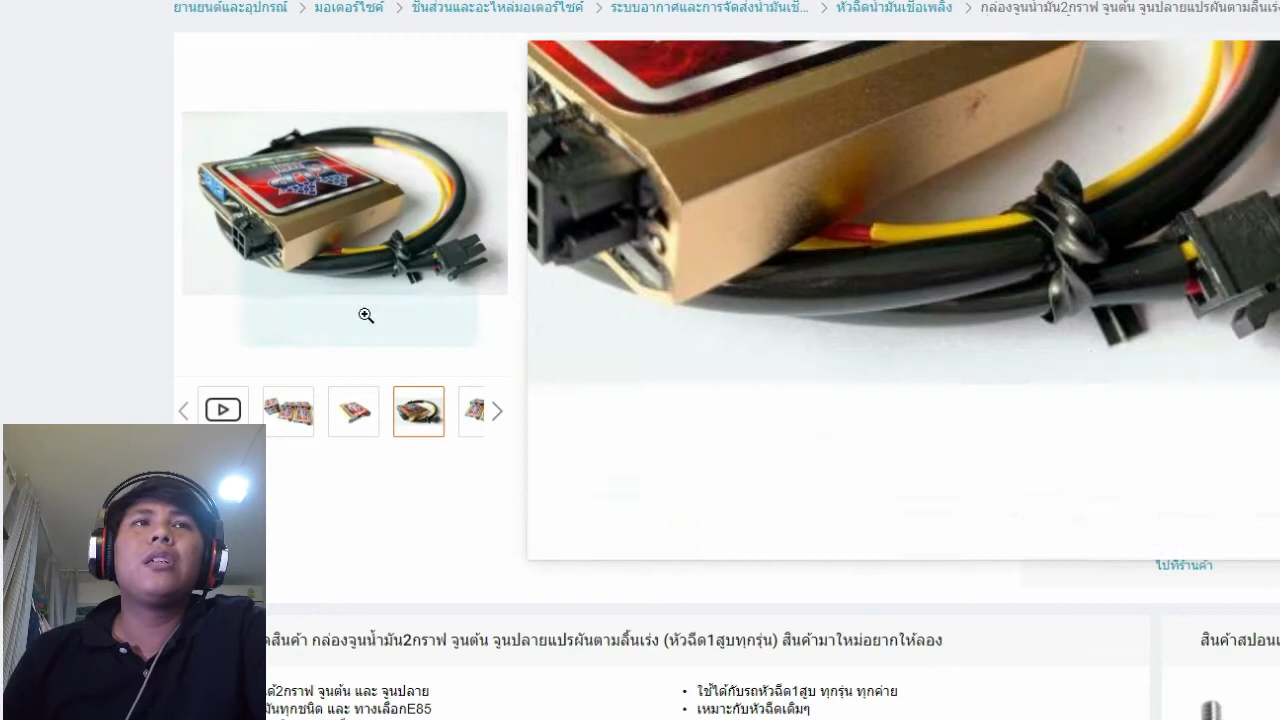 ยานยนต์และอุปกรณ์ > มอเตอร์ไซค์ > ชิ้นส่วนและอะไหล่มอเตอร์ไซค์ > ระบบอากาศและการจัดส่งน้ำมันเชื... > หัวฉีดน้ำมันเชื้อเพลิง > กล่องจูนน้ำมัน2กราฟ จูนต้น จูนปลายแปรผันตามลิ้นเร่ง
ไปที่ร้านค้า
สินค้า กล่องจูนน้ำมัน2กราฟ จูนต้น จูนปลายแปรผันตามลิ้นเร่ง (หัวฉีด1สูบทุกรุ่น) สินค้ามาใหม่อยากให้ลอง
สินค้าสปอน
2กราฟ จูนต้น และ จูนปลาย
• ใช้ได้กับรถหัวฉีด1สูบ ทุกรุ่น ทุกค่าย
ทุกชนิด และ ทางเลือกE85
• เหมาะกับหัวฉีดเดิมๆ